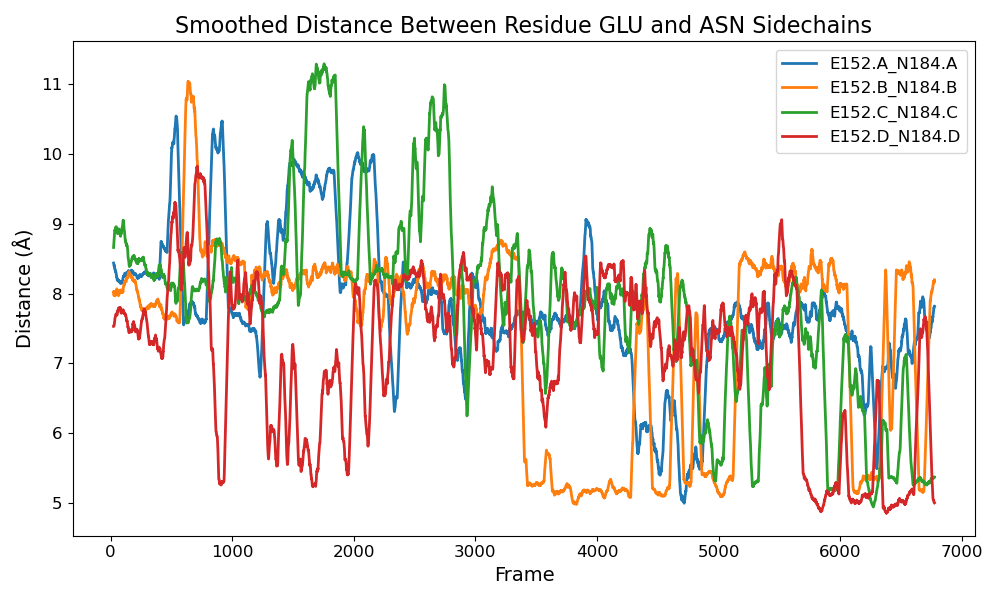 Smoothed Distance Between Residue GLU and ASN Sidechains
E152.A_N184.A
E152.B_N184.B
E152.C_N184.C
E152.D_N184.D
Distance (Å)
11
10
9
8
7
6
5
0 1000 2000 3000 4000 5000 6000 7000
Frame